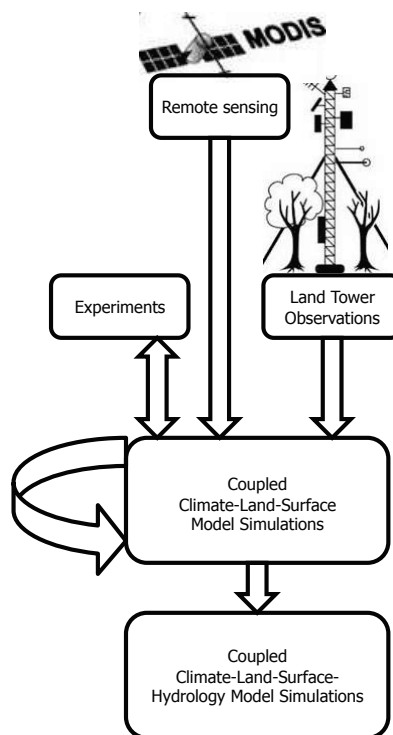 MODIS
Remote sensing
Experiments
Land Tower
Observations
Coupled
Climate-Land-Surface
Model Simulations
Coupled
Climate-Land-Surface-
Hydrology Model Simulations